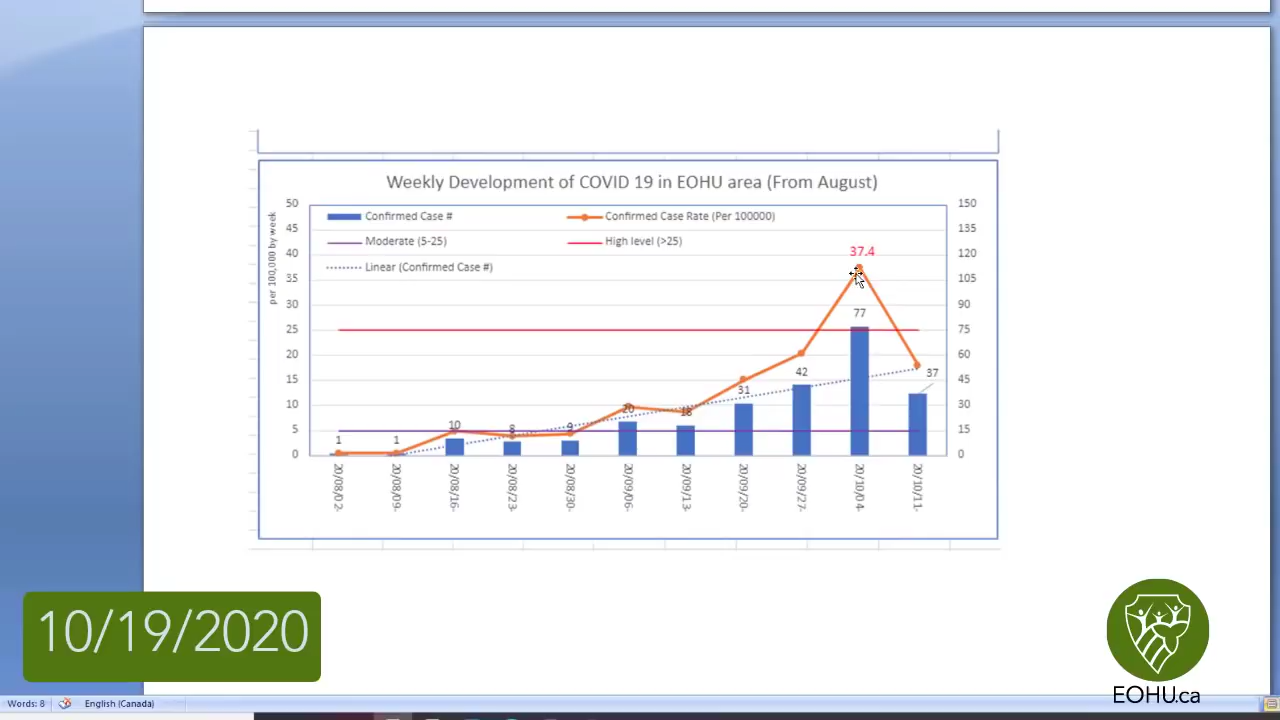 Weekly Development of COVID 19 in EOHU area (From August)
per 100,000 by week
50
45
40
35
30
25
20
15
10
5
0
150
135
120
105
90
75
60
45
30
15
0
Confirmed Case # Confirmed Case Rate (Per 100000)
Moderate (5-25) High level (>25)
Linear (Confirmed Case #)
37.4
1 1 10 8 9 20 18 31 42 77 37
20/08/02- 20/08/09- 20/08/16- 20/08/23- 20/08/30- 20/09/06- 20/09/13- 20/09/20- 20/09/27- 20/10/04- 20/10/11-
10/19/2020
EOHU.ca
Words: 8 English (Canada)